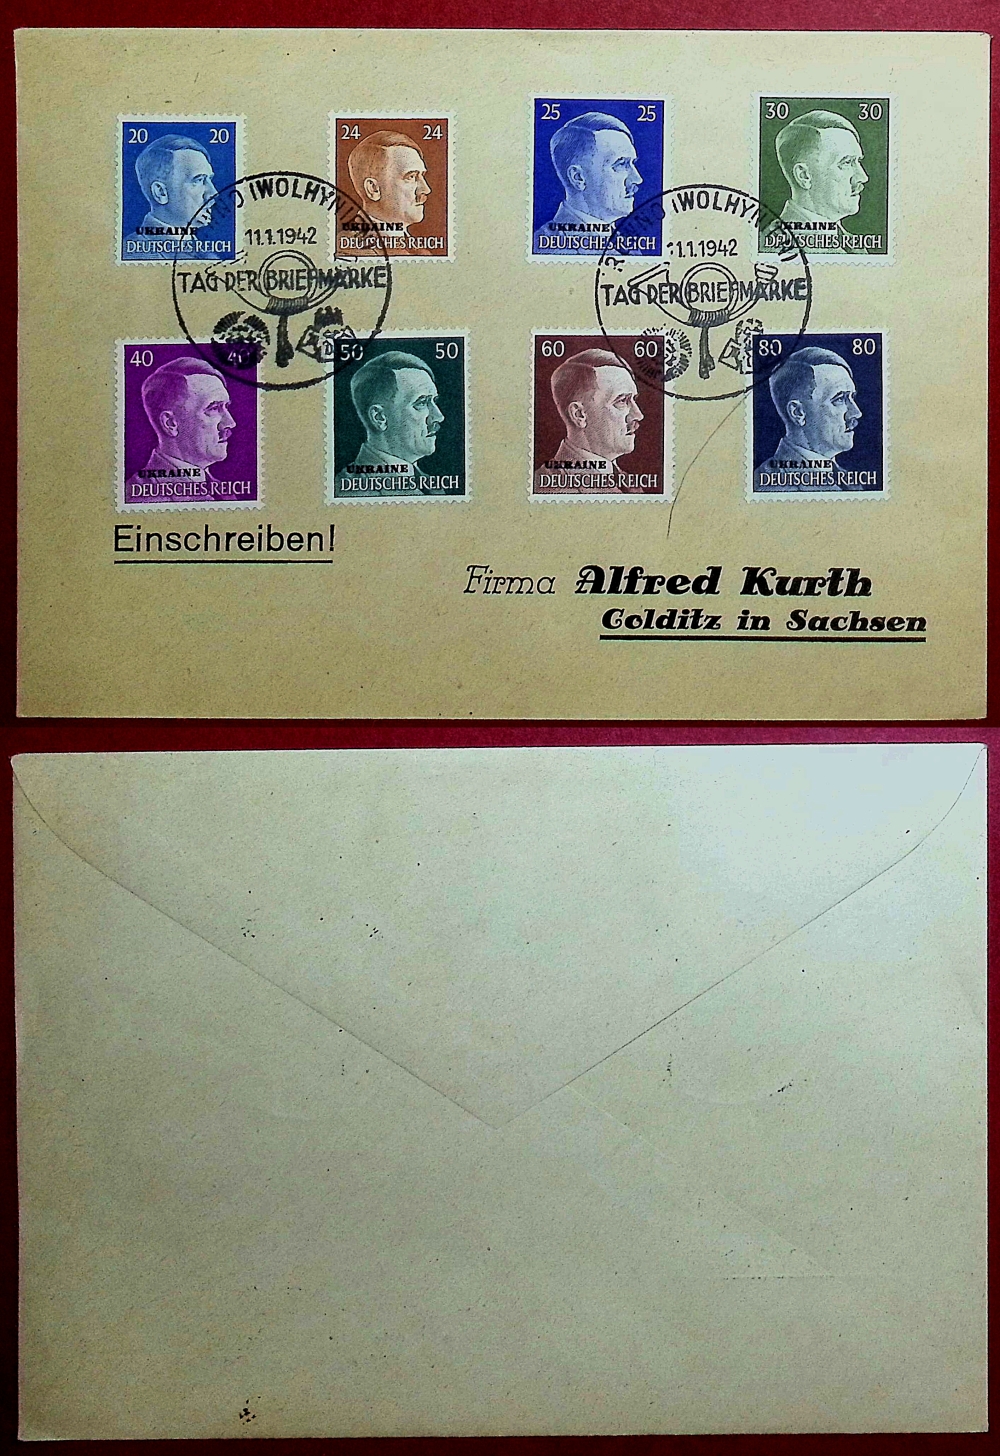 20 20
UKRAINE
DEUTSCHES REICH
24 24
UKRAINE
DEUTSCHES REICH
25 25
UKRAINE
DEUTSCHES REICH
30 30
UKRAINE
DEUTSCHES REICH
(WOLHYNIEN)
11.1.1942
TAG DER BRIEFMARKE
(WOLHYNIEN)
11.1.1942
TAG DER BRIEFMARKE
40 40
UKRAINE
DEUTSCHES REICH
50 50
UKRAINE
DEUTSCHES REICH
60 60
UKRAINE
DEUTSCHES REICH
80 80
UKRAINE
DEUTSCHES REICH
Einschreiben!
Firma Alfred Kurth
Colditz in Sachsen